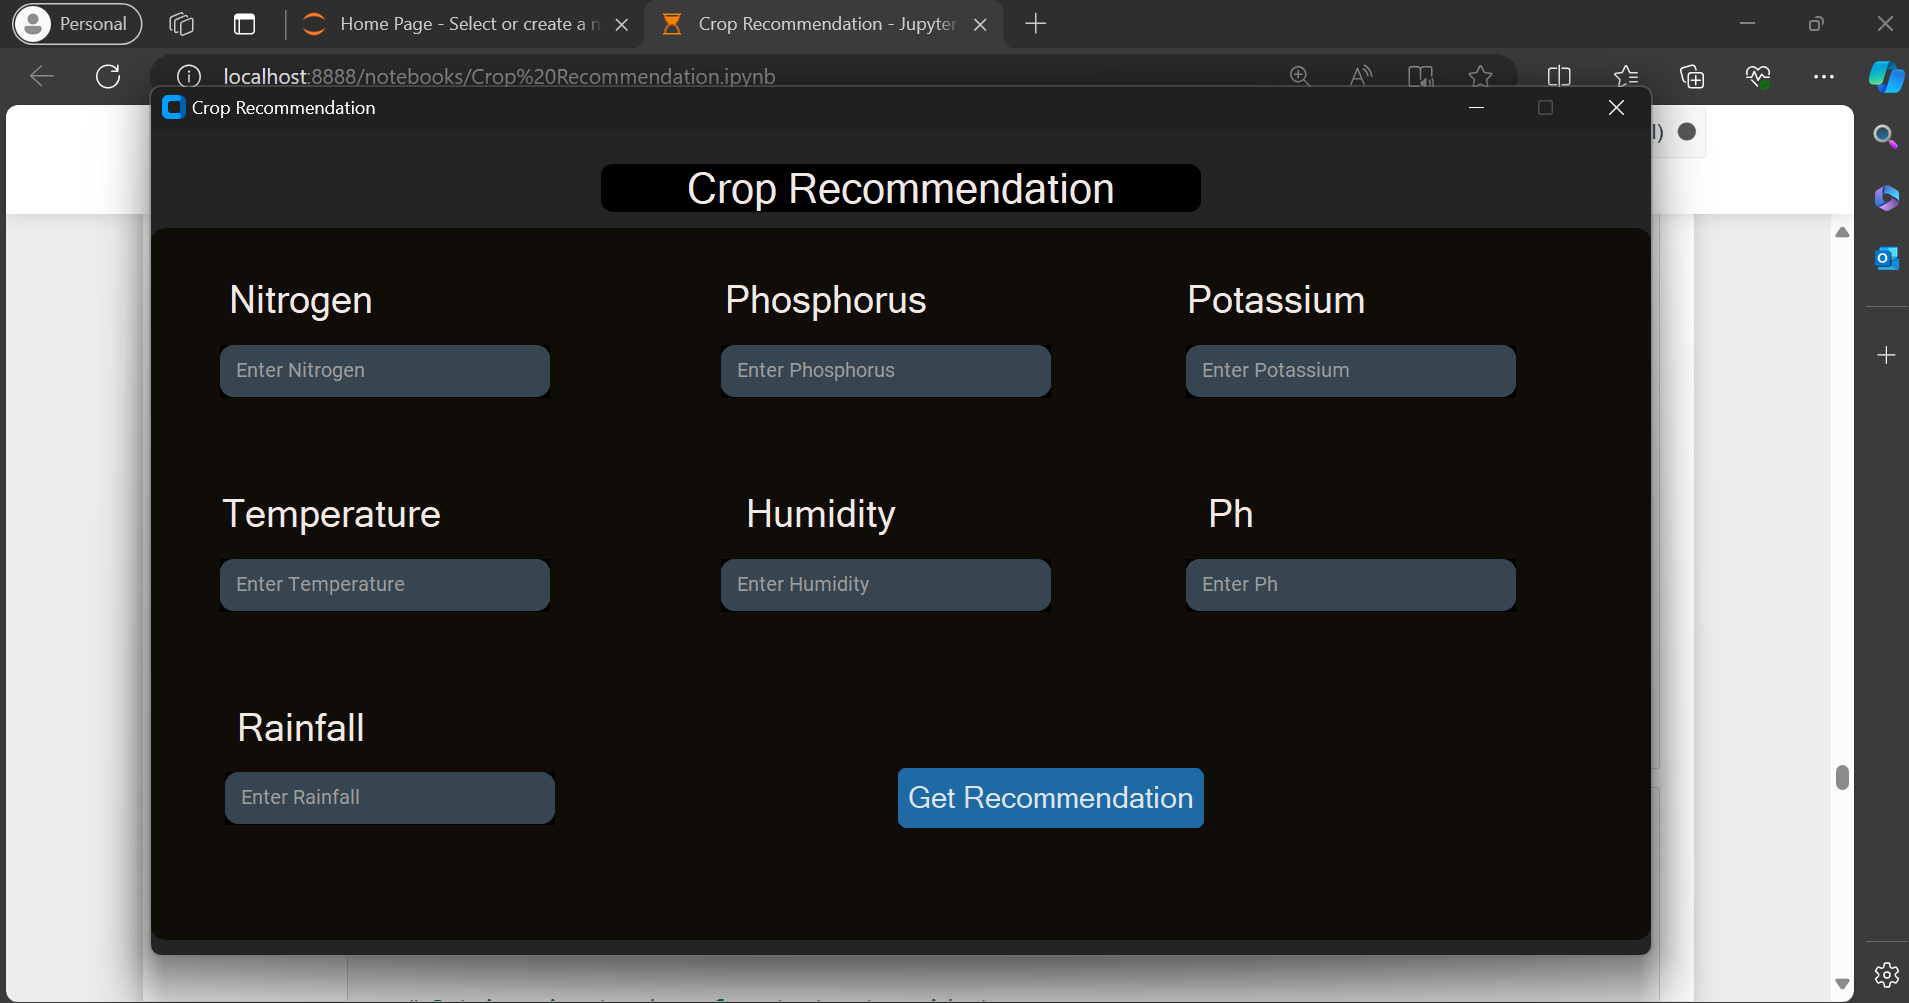 Personal
Home Page - Select or create a n
Crop Recommendation - Jupyter
localhost:8888/notebooks/Crop%20Recommendation.ipynb
Crop Recommendation
l)
Crop Recommendation
Nitrogen
Phosphorus
Potassium
Enter Nitrogen
Enter Phosphorus
Enter Potassium
Temperature
Humidity
Ph
Enter Temperature
Enter Humidity
Enter Ph
Rainfall
Enter Rainfall
Get Recommendation